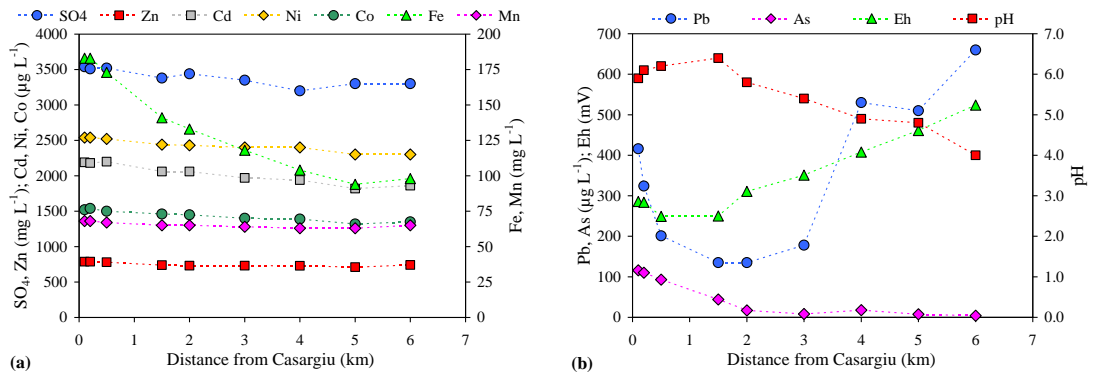 SO4 Zn Cd Ni Co Fe Mn
4000
3500
3000
2500
2000
1500
1000
500
0
200
175
150
125
100
75
50
25
0
0 1 2 3 4 5 6 7
SO₄, Zn (mg L⁻¹); Cd, Ni, Co (µg L⁻¹)
Fe, Mn (mg L⁻¹)
Distance from Casargiu (km)
(a)
Pb As Eh pH
700
600
500
400
300
200
100
0
7.0
6.0
5.0
4.0
3.0
2.0
1.0
0.0
0 1 2 3 4 5 6 7
Pb, As (µg L⁻¹); Eh (mV)
pH
Distance from Casargiu (km)
(b)